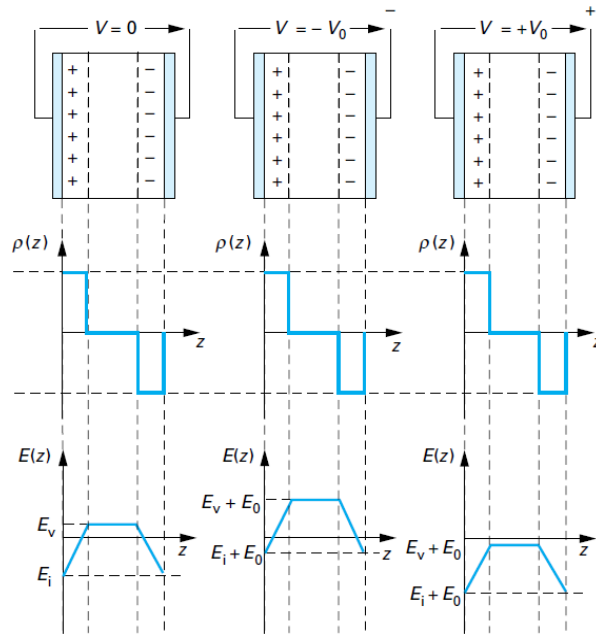 V = 0
V = − V₀ −
V = +V₀ +
+ − + − + −
+ − + − + −
+ − + − + −
+ − + − + −
+ − + − + −
+ − + − + −
ρ(z) ρ(z) ρ(z)
z z z
E(z) E(z) E(z)
Eᵥ z
Eᵢ
Eᵥ + E₀
Eᵢ + E₀ z
Eᵥ + E₀ z
Eᵢ + E₀